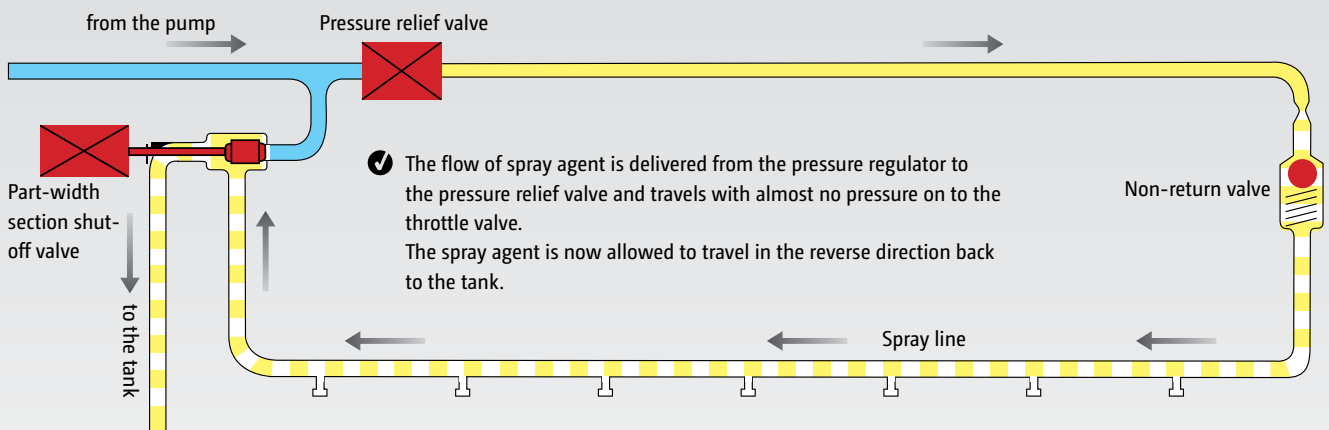 from the pump
Pressure relief valve
The flow of spray agent is delivered from the pressure regulator to
the pressure relief valve and travels with almost no pressure on to the
throttle valve.
The spray agent is now allowed to travel in the reverse direction back
to the tank.
Part-width
section shut-
off valve
Non-return valve
to the tank
Spray line